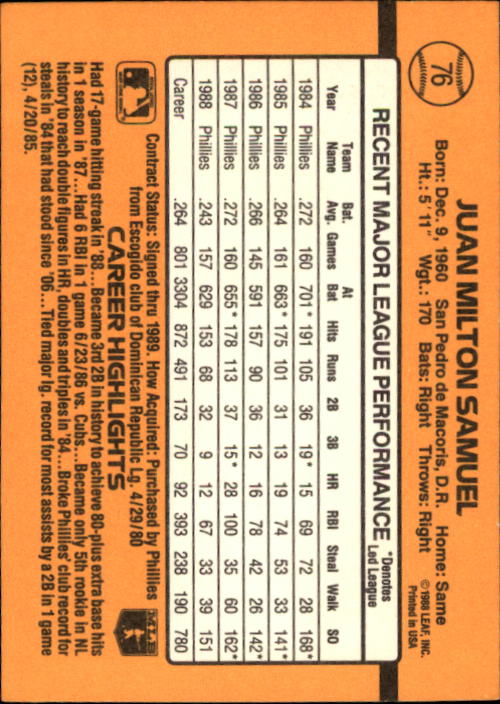 76
JUAN MILTON SAMUEL
Born: Dec. 9, 1960 San Pedro de Macoris, D.R. Home: Same
Ht.: 5'11" Wgt.: 170 Bats: Right Throws: Right
©1988 LEAF, INC.
Printed in USA
RECENT MAJOR LEAGUE PERFORMANCE *Denotes Led League
Year Team Name Bat. Avg. Games At Bat Hits Runs 2B 3B HR RBI Steal Walk SO
1984 Phillies .272 160 701* 191 105 36 19* 15 69 72 28 168*
1985 Phillies .264 161 663* 175 101 31 13 19 74 53 33 141*
1986 Phillies .266 145 591 157 90 36 12 16 78 42 26 142*
1987 Phillies .272 160 655* 178 113 37 15* 28 100 35 60 162*
1988 Phillies .243 157 629 153 68 32 9 12 67 33 39 151
Career .264 801 3304 872 491 173 70 92 393 238 190 780
Contract Status: Signed thru 1989. How Acquired: Purchased by Phillies
from Escogido club of Dominican Republic Lg. 4/29/80
MLB
CAREER HIGHLIGHTS
Had 17-game hitting streak in '88...Became 3rd 2B in history to achieve 80-plus extra base hits
in 1 season in '87...Had 6 RBI in 1 game 6/23/86 vs. Cubs...Became only 5th rookie in NL
history to reach double figures in HR, doubles and triples in '84...Broke Phillies' club record for
steals in '84 that had stood since '06...Tied major lg. record for most assists by a 2B in 1 game
(12), 4/20/85.